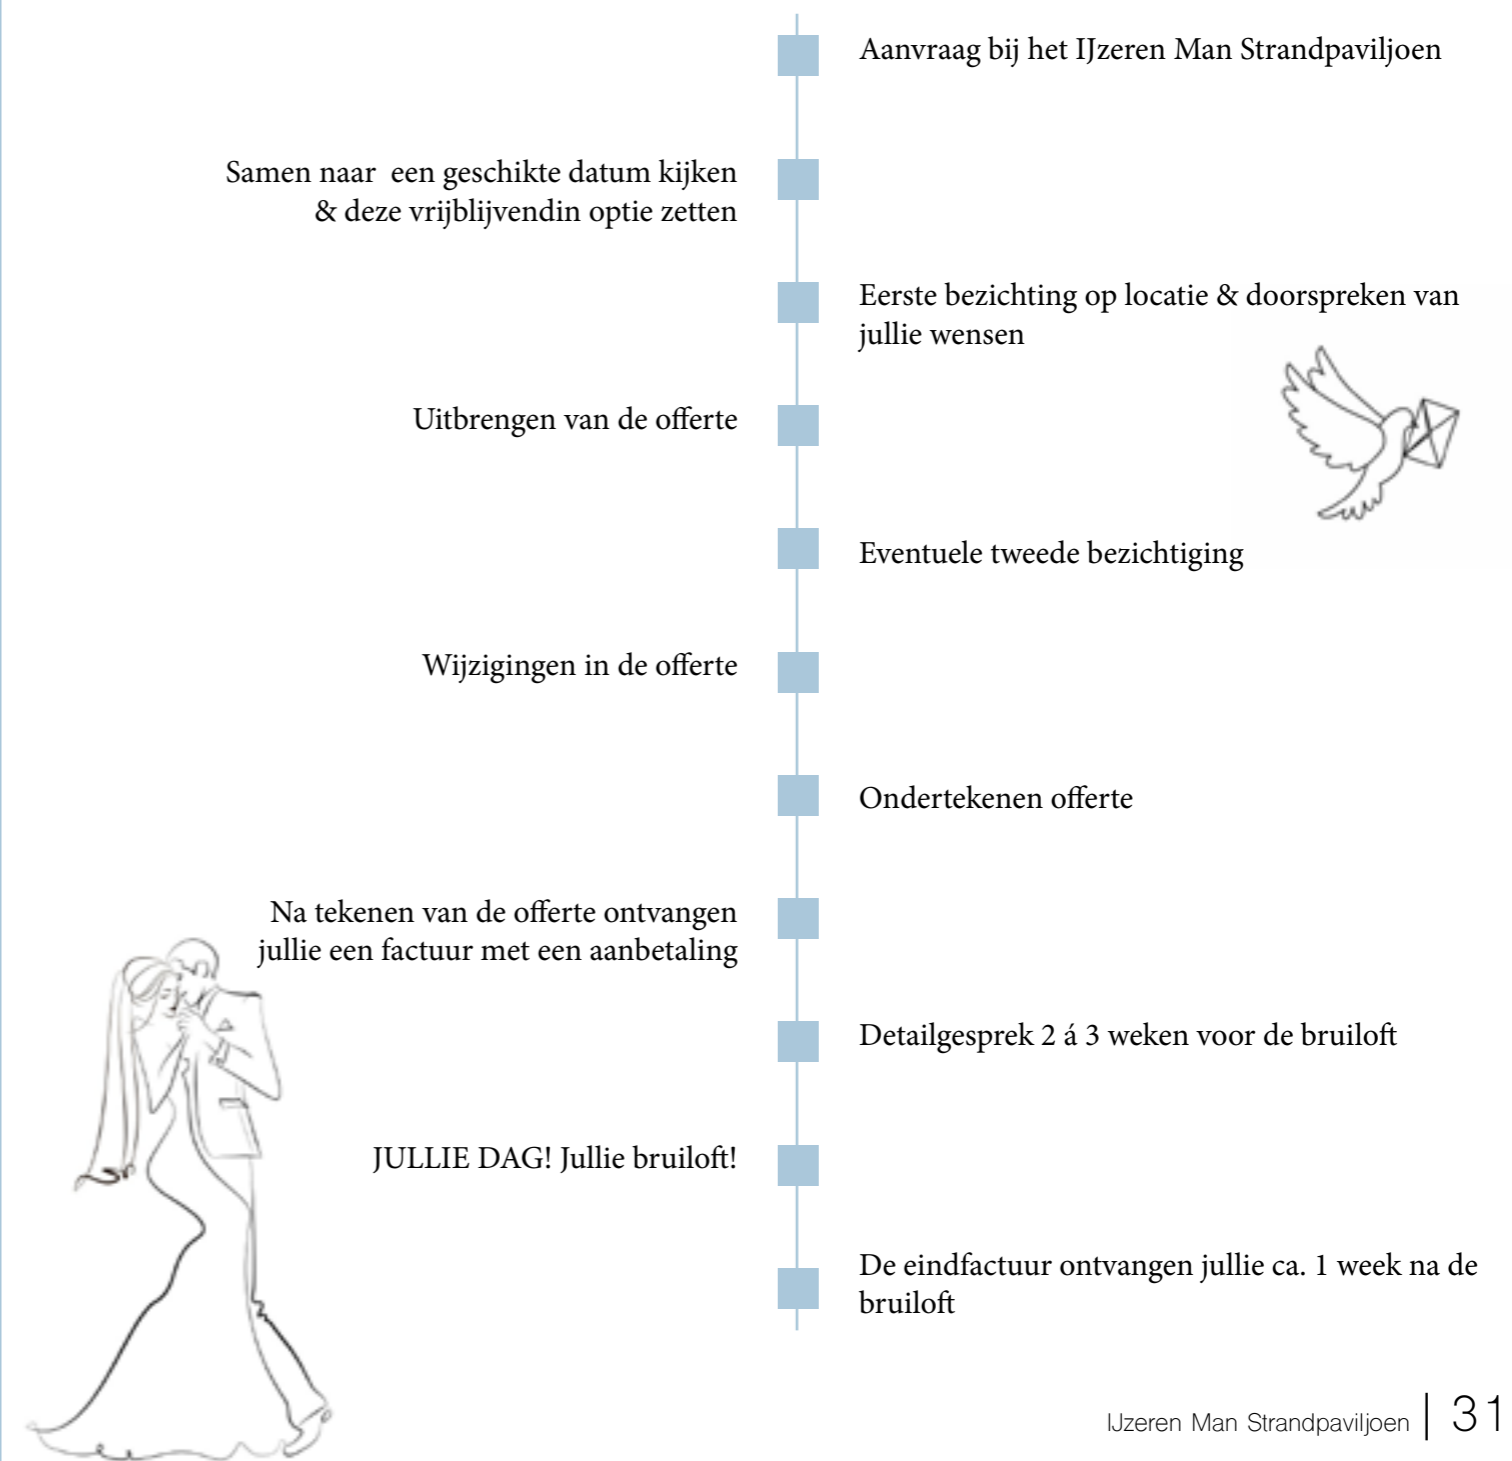 Aanvraag bij het IJzeren Man Strandpaviljoen
Samen naar  een geschikte datum kijken
& deze vrijblijvendin optie zetten
Eerste bezichting op locatie & doorspreken van
jullie wensen
Uitbrengen van de offerte
Eventuele tweede bezichtiging
Wijzigingen in de offerte
Ondertekenen offerte
Na tekenen van de offerte ontvangen
jullie een factuur met een aanbetaling
Detailgesprek 2 á 3 weken voor de bruiloft
JULLIE DAG! Jullie bruiloft!
De eindfactuur ontvangen jullie ca. 1 week na de
bruiloft
IJzeren Man Strandpaviljoen | 31